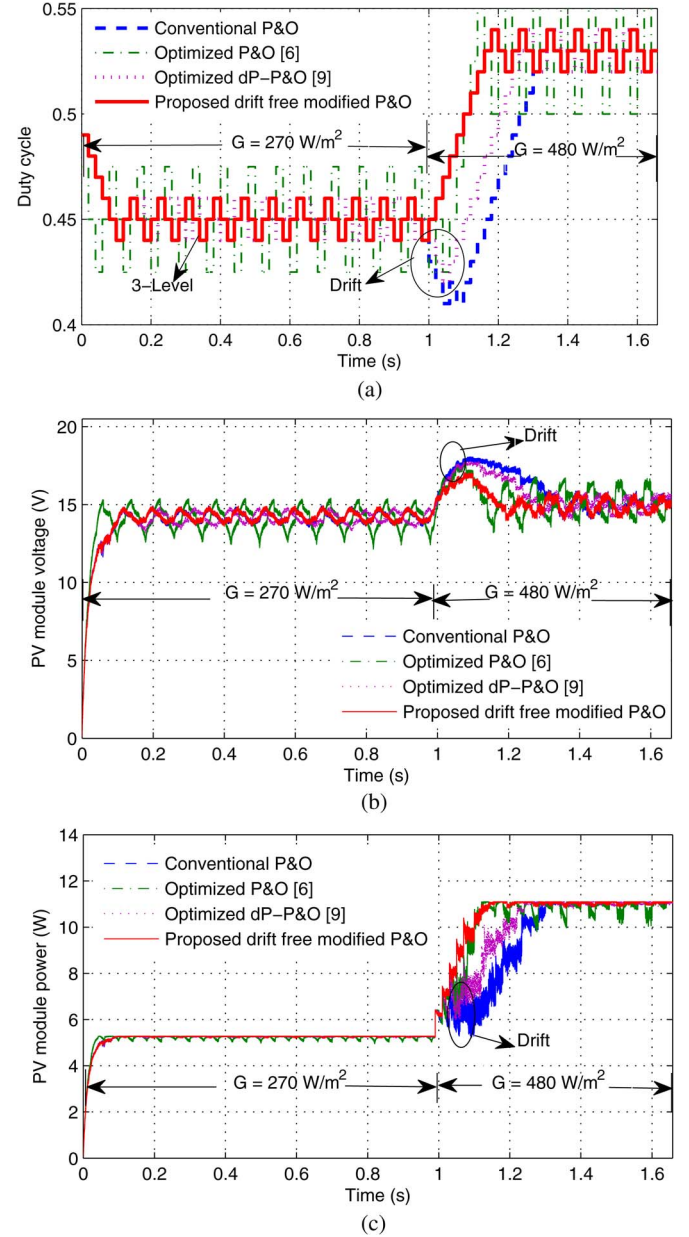 0.55
0.5
0.45
0.4
Duty cycle
Conventional P&O
Optimized P&O [6]
Optimized dP−P&O [9]
Proposed drift free modified P&O
G = 270 W/m²
G = 480 W/m²
3−Level
Drift
0 0.2 0.4 0.6 0.8 1 1.2 1.4 1.6
Time (s)
(a)
20
15
10
5
0
PV module voltage (V)
Drift
G = 270 W/m²
G = 480 W/m²
Conventional P&O
Optimized P&O [6]
Optimized dP−P&O [9]
Proposed drift free modified P&O
0 0.2 0.4 0.6 0.8 1 1.2 1.4 1.6
Time (s)
(b)
14
12
10
8
6
4
2
0
PV module power (W)
Conventional P&O
Optimized P&O [6]
Optimized dP−P&O [9]
Proposed drift free modified P&O
Drift
G = 270 W/m²
G = 480 W/m²
0 0.2 0.4 0.6 0.8 1 1.2 1.4 1.6
Time (s)
(c)